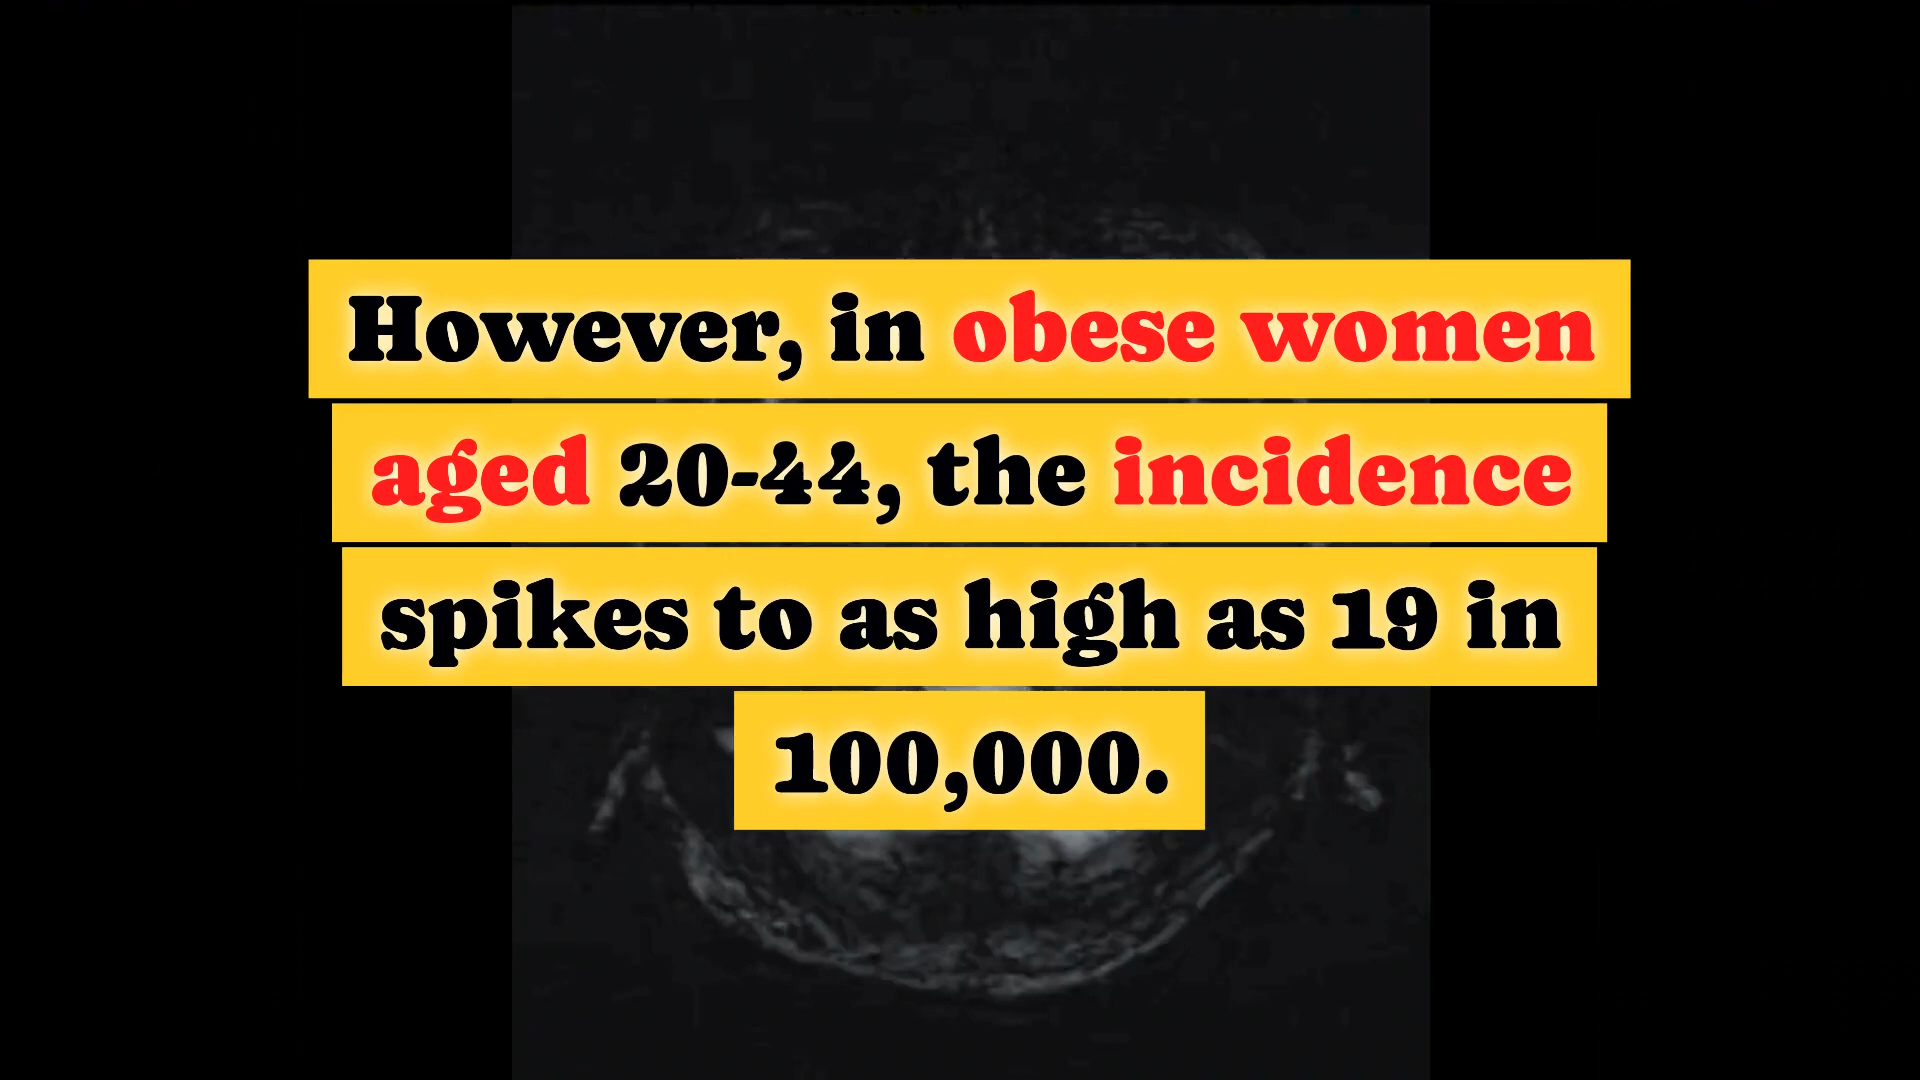 However, in obese women
aged 20-44, the incidence
spikes to as high as 19 in
100,000.